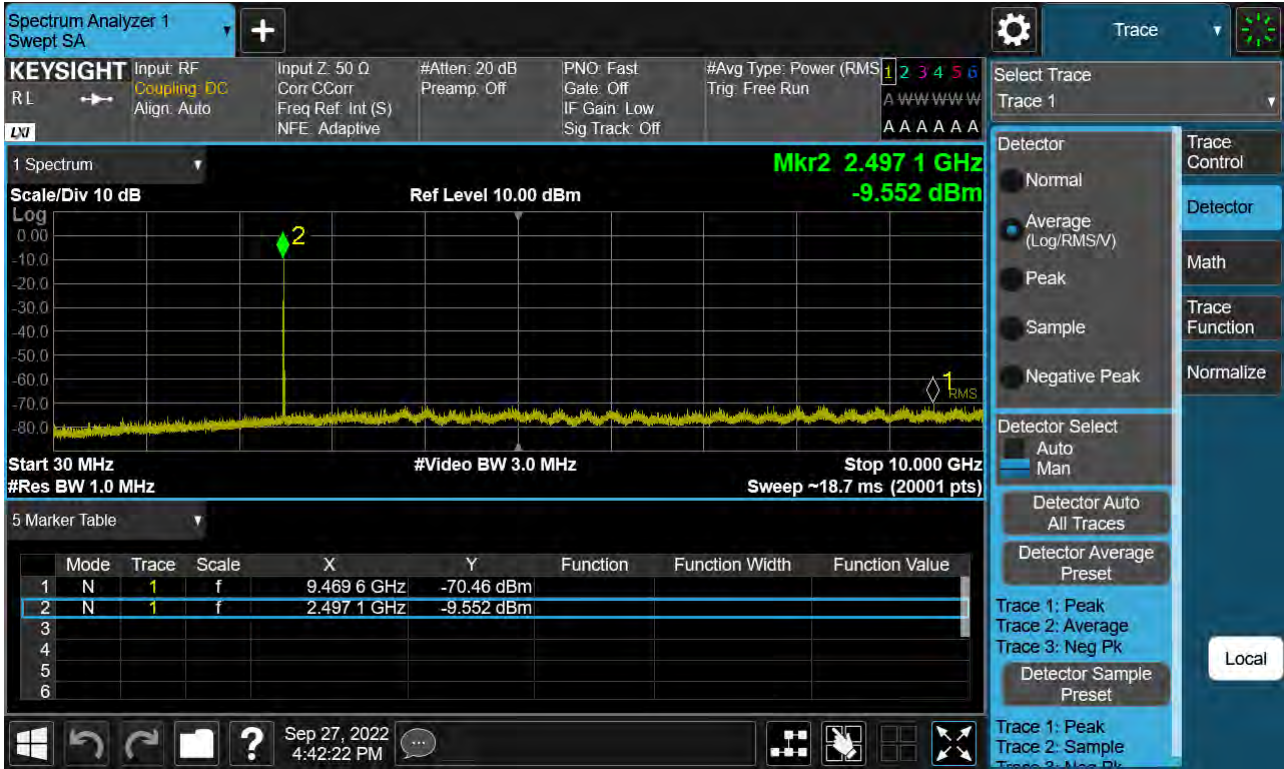 Spectrum Analyzer 1
Swept SA
Trace
KEYSIGHT
R L
LXI
Input: RF
Coupling: DC
Align: Auto
Input Z: 50 Ω
Corr CCorr
Freq Ref: Int (S)
NFE: Adaptive
#Atten: 20 dB
Preamp: Off
PNO: Fast
Gate: Off
IF Gain: Low
Sig Track: Off
#Avg Type: Power (RMS
Trig: Free Run
1 2 3 4 5 6
A W W W W W
A A A A A A
1 Spectrum
Mkr2 2.497 1 GHz
Scale/Div 10 dB
Ref Level 10.00 dBm
-9.552 dBm
Log
0.00
-10.0
-20.0
-30.0
-40.0
-50.0
-60.0
-70.0
-80.0
2
1
RMS
Start 30 MHz
#Video BW 3.0 MHz
Stop 10.000 GHz
#Res BW 1.0 MHz
Sweep ~18.7 ms (20001 pts)
5 Marker Table
Mode Trace Scale X Y Function Function Width Function Value
1 N 1 f 9.469 6 GHz -70.46 dBm
2 N 1 f 2.497 1 GHz -9.552 dBm
3
4
5
6
Sep 27, 2022
4:42:22 PM
Select Trace
Trace 1
Detector
Normal
Average
(Log/RMS/V)
Peak
Sample
Negative Peak
Detector Select
Auto
Man
Detector Auto
All Traces
Detector Average
Preset
Trace 1: Peak
Trace 2: Average
Trace 3: Neg Pk
Detector Sample
Preset
Trace 1: Peak
Trace 2: Sample
Trace 3: Neg Pk
Trace
Control
Detector
Math
Trace
Function
Normalize
Local